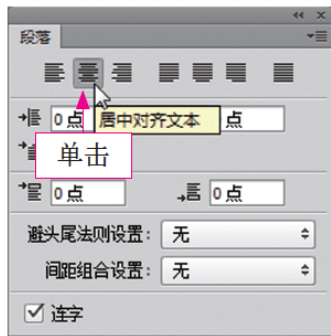 段落
0点 居中对齐文本 点
单击
0点 0点
避头尾法则设置： 无
间距组合设置： 无
连字